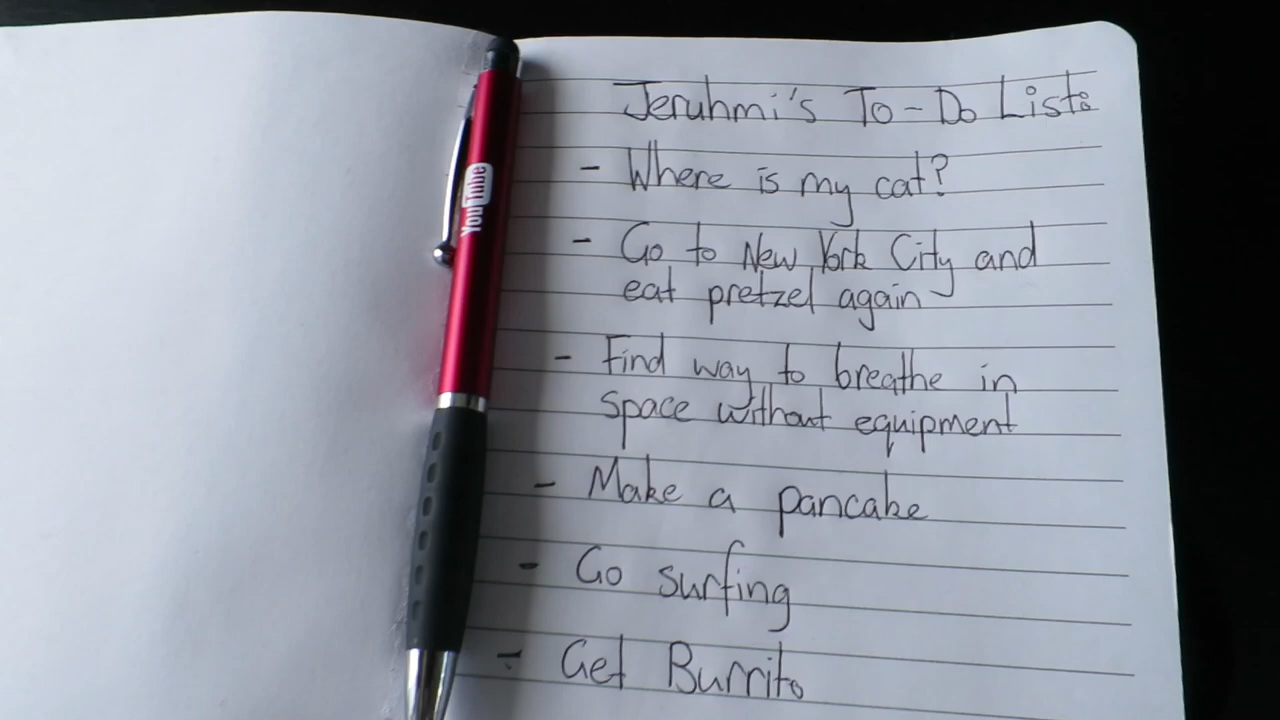 YouTube
Jeruhmi's To-Do List:
- Where is my cat?
- Go to New York City and
eat pretzel again
- Find way to breathe in
space without equipment
- Make a pancake
- Go surfing
- Get Burrito